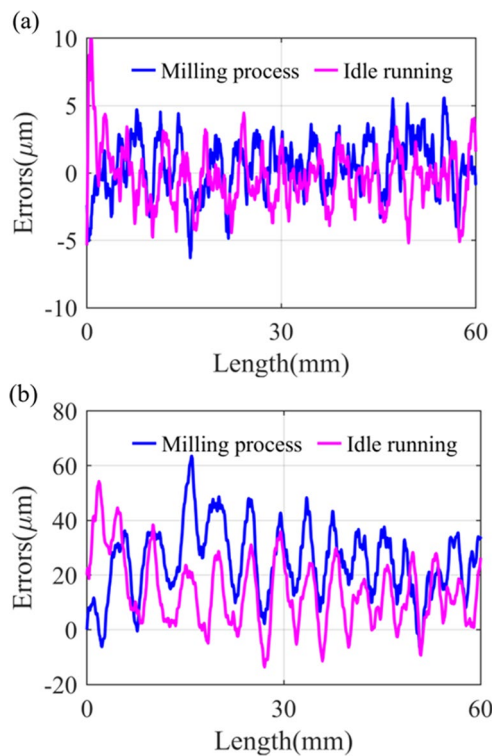 (a)
10
Milling process Idle running
5
0
-5
-10
Errors(μm)
0 30 60
Length(mm)
(b)
80
Milling process Idle running
60
40
20
0
-20
Errors(μm)
0 30 60
Length(mm)